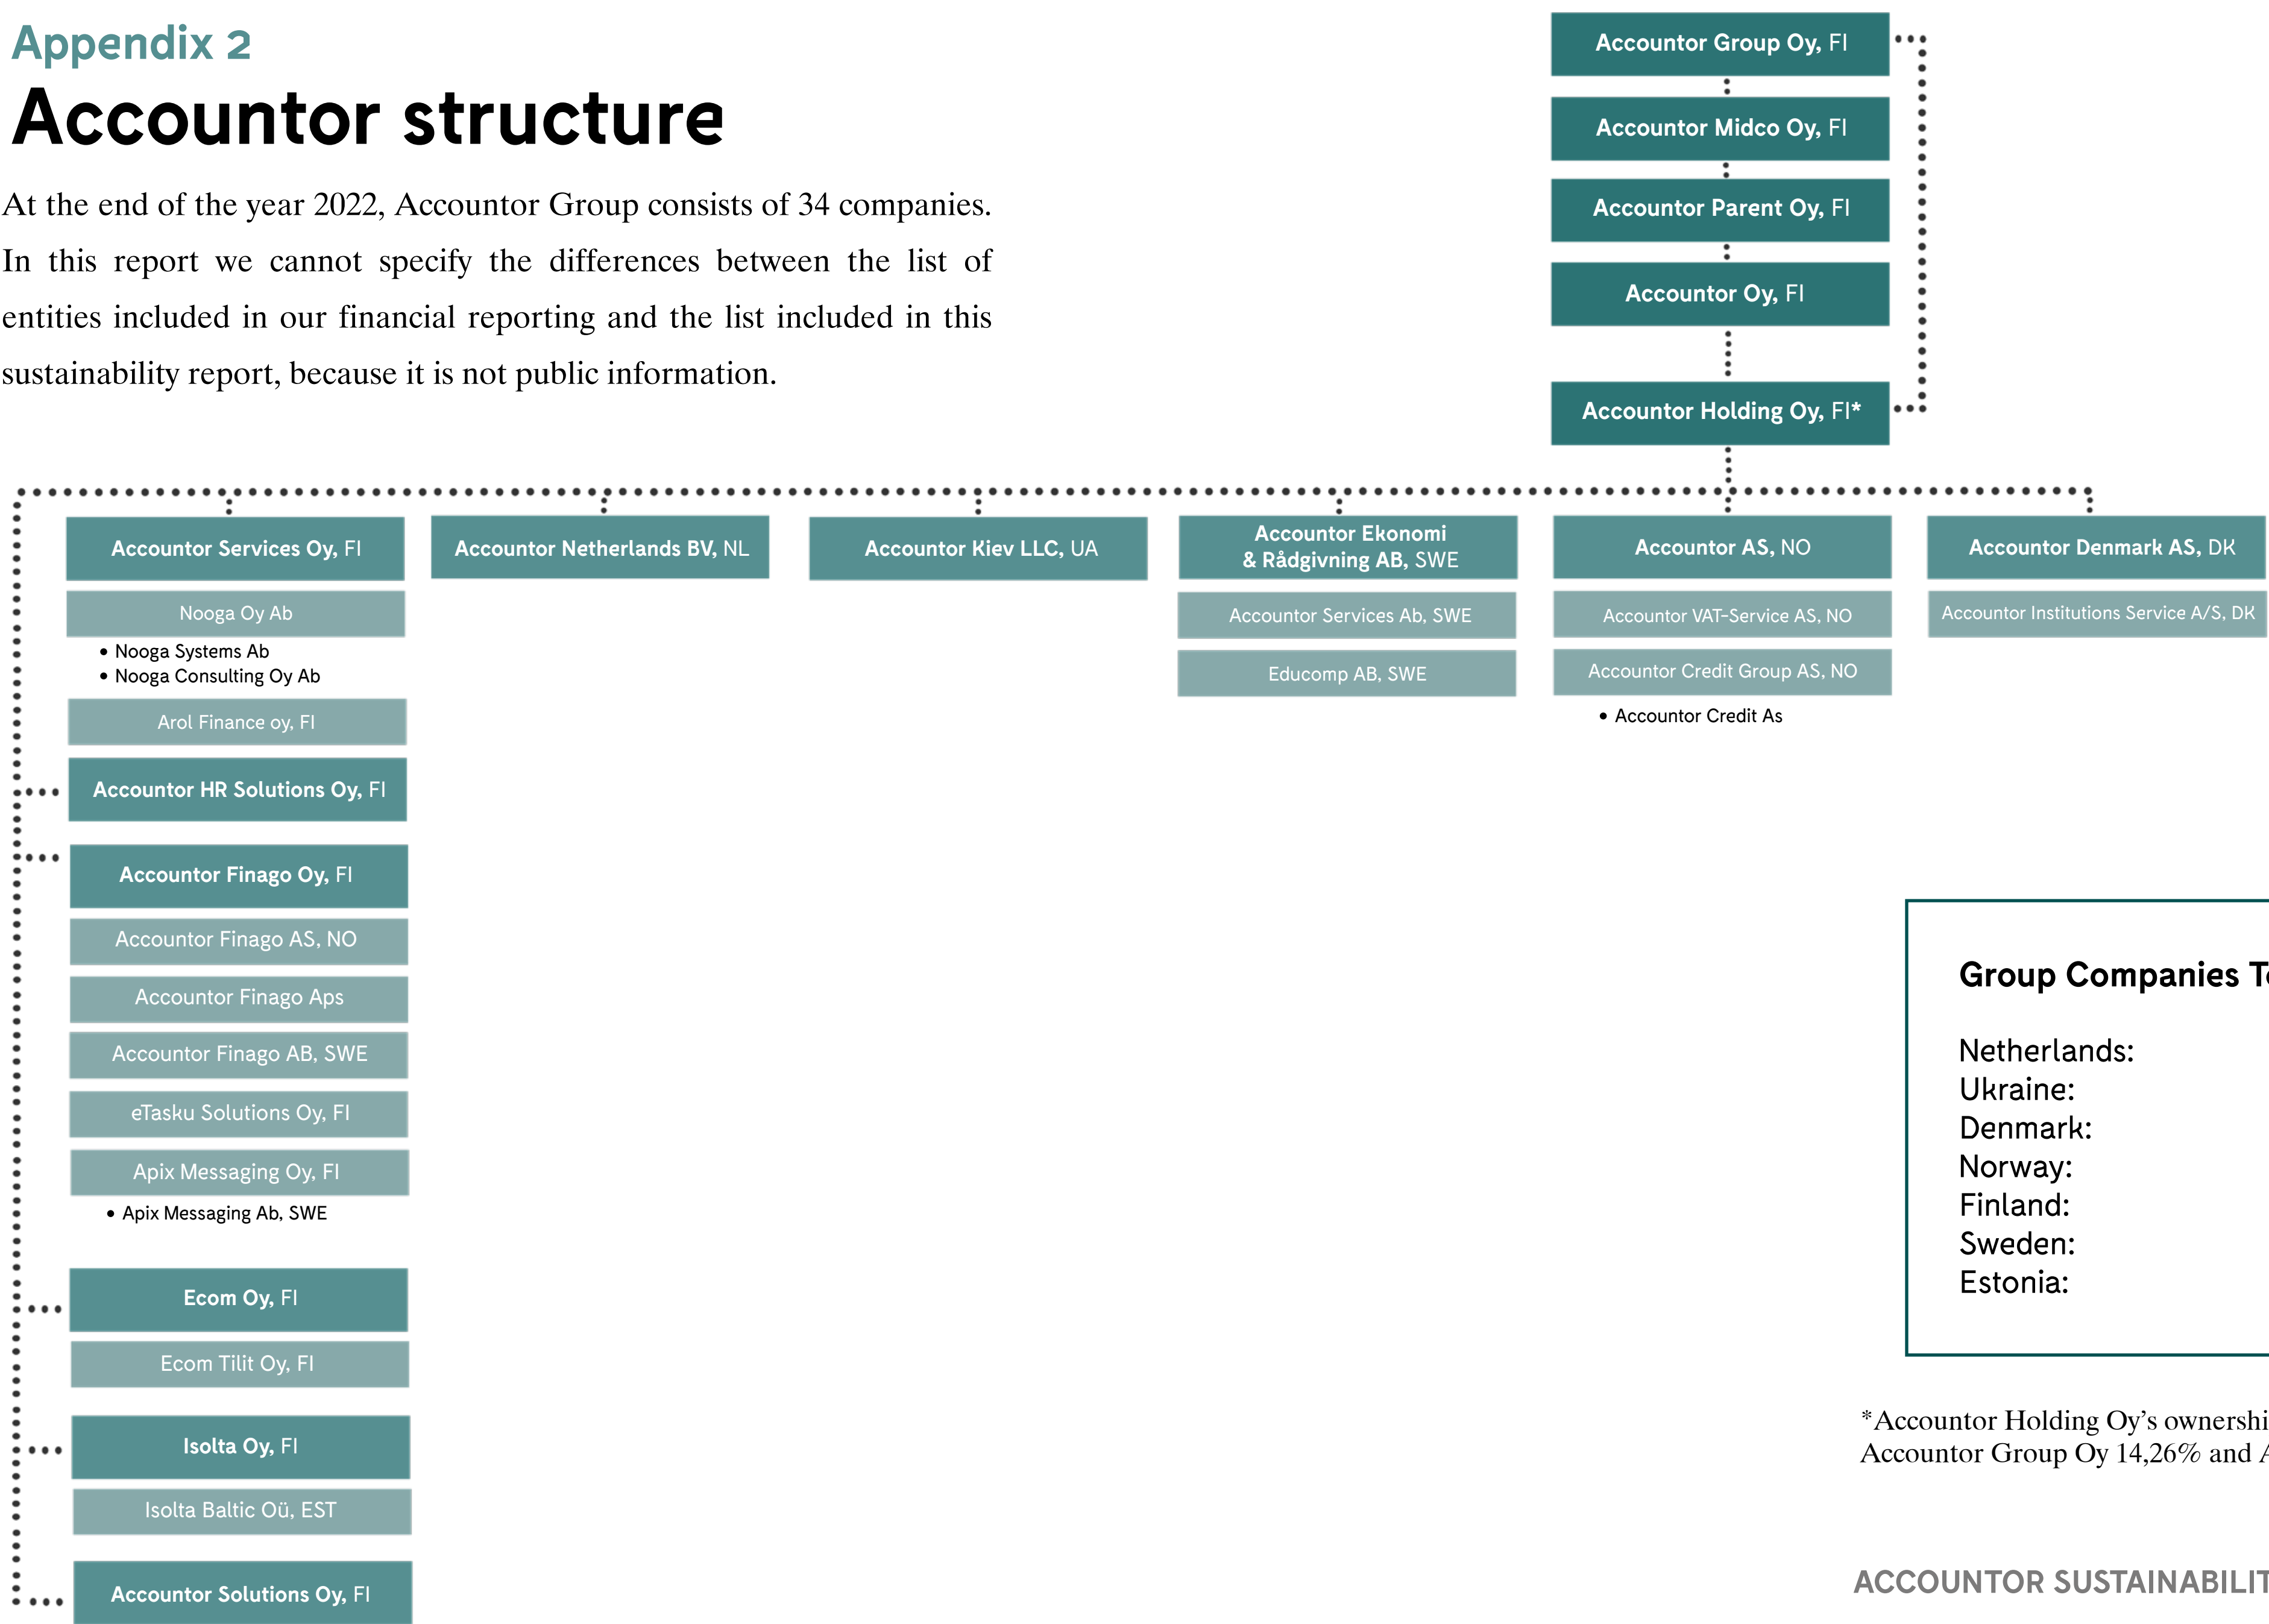 Appendix 2
Accountor structure
At the end of the year 2022, Accountor Group consists of 34 companies.
In this report we cannot specify the differences between the list of
entities included in our financial reporting and the list included in this
sustainability report, because it is not public information.
Accountor Group Oy, FI
Accountor Midco Oy, FI
Accountor Parent Oy, FI
Accountor Oy, FI
Accountor Holding Oy, FI*
Accountor Services Oy, FI
Nooga Oy Ab
• Nooga Systems Ab
• Nooga Consulting Oy Ab
Arol Finance oy, FI
Accountor HR Solutions Oy, FI
Accountor Finago Oy, FI
Accountor Finago AS, NO
Accountor Finago Aps
Accountor Finago AB, SWE
eTasku Solutions Oy, FI
Apix Messaging Oy, FI
• Apix Messaging Ab, SWE
Ecom Oy, FI
Ecom Tilit Oy, FI
Isolta Oy, FI
Isolta Baltic Oü, EST
Accountor Solutions Oy, FI
Accountor Netherlands BV, NL
Accountor Kiev LLC, UA
Accountor Ekonomi
& Rådgivning AB, SWE
Accountor Services Ab, SWE
Educomp AB, SWE
Accountor AS, NO
Accountor VAT-Service AS, NO
Accountor Credit Group AS, NO
• Accountor Credit As
Accountor Denmark AS, DK
Accountor Institutions Service A/S, DK
Group Companies
Netherlands:
Ukraine:
Denmark:
Norway:
Finland:
Sweden:
Estonia:
*Accountor Holding Oy’s
Accountor Group Oy 14,26% and
ACCOUNTOR